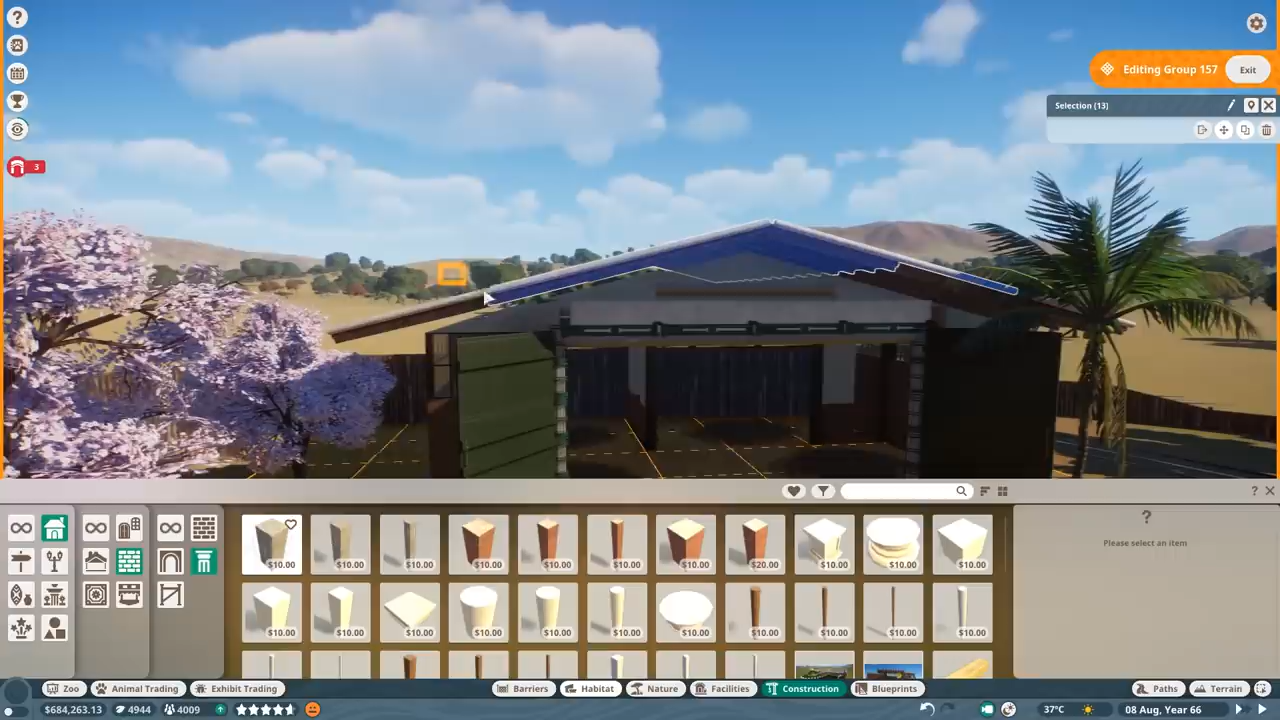 Editing Group 157
Exit
Selection (13)
3
$10.00 $10.00 $10.00 $10.00 $10.00 $10.00 $10.00 $20.00 $10.00 $10.00 $10.00
Please select an item
$10.00 $10.00 $10.00 $10.00 $10.00 $10.00 $10.00 $10.00 $10.00 $10.00 $10.00
Zoo Animal Trading Exhibit Trading Barriers Habitat Nature Facilities Construction Blueprints Paths Terrain
$684,263.13 4944 4009 37°C 08 Aug, Year 66